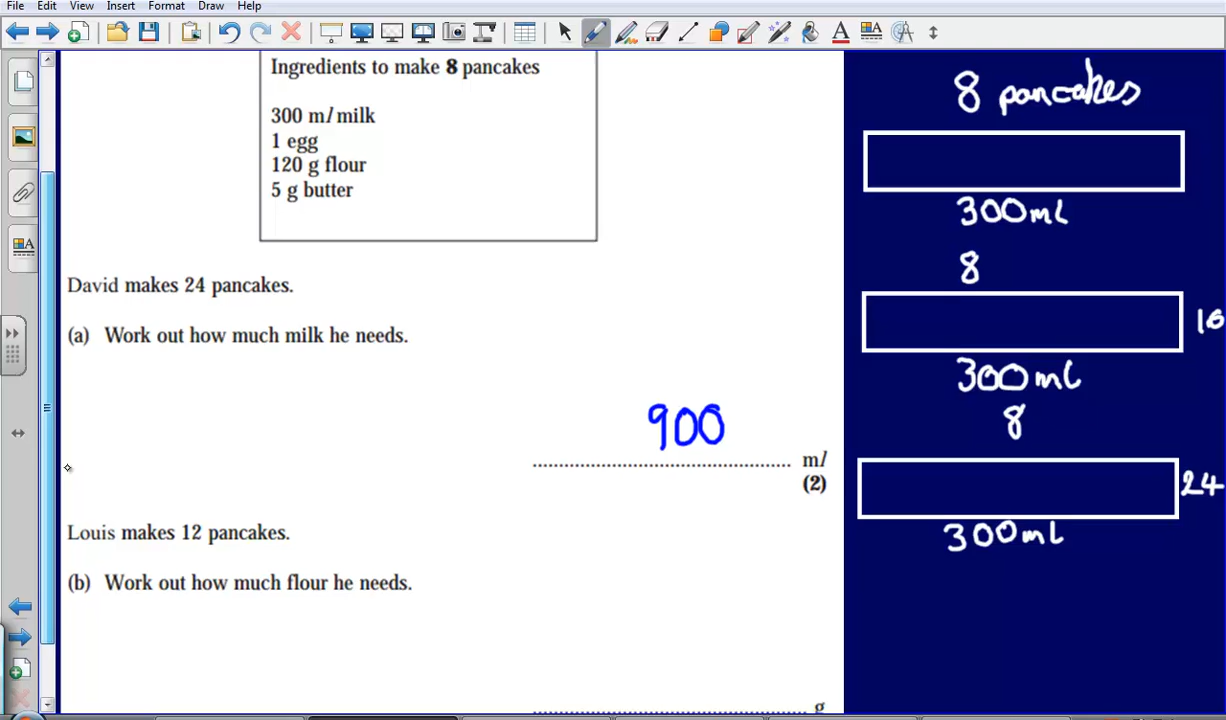 File Edit View Insert Format Draw Help
Ingredients to make 8 pancakes
300 m/ milk
1 egg
120 g flour
5 g butter
David makes 24 pancakes.
(a) Work out how much milk he needs.
900
m/
(2)
Louis makes 12 pancakes.
(b) Work out how much flour he needs.
g
8 pancakes
300ml
8
16
300ml
8
24
300ml